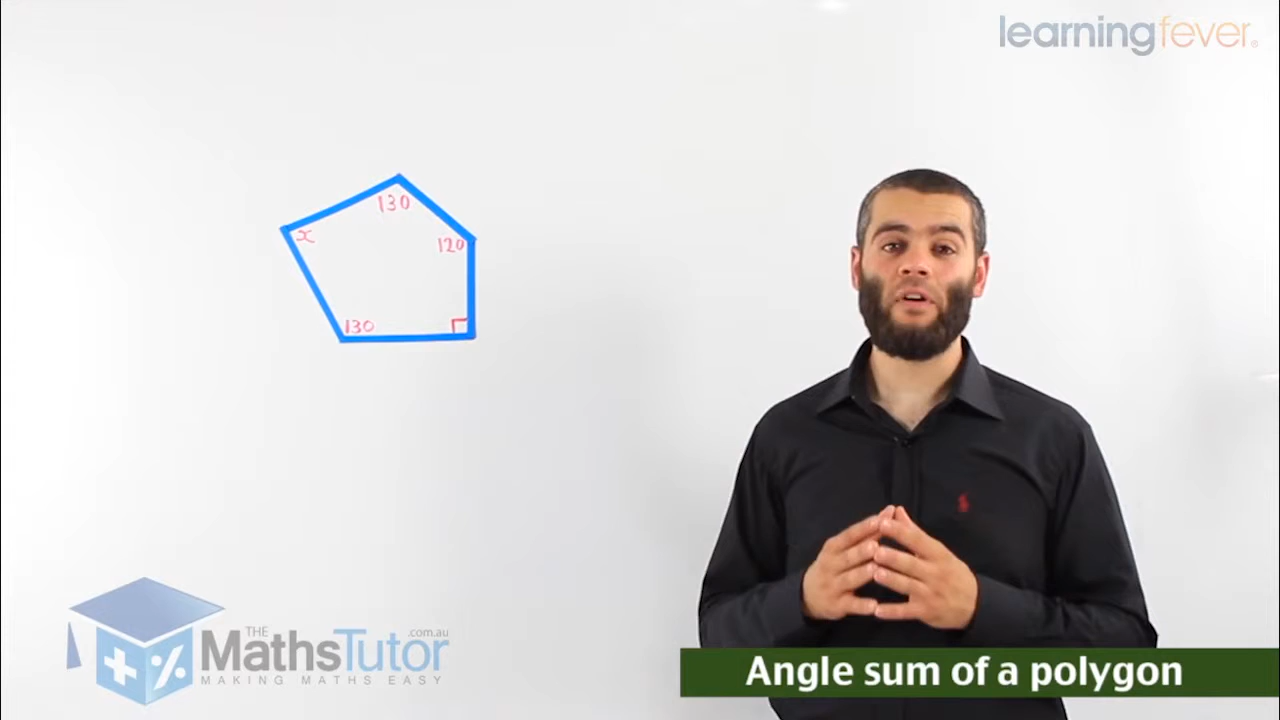 learningfever®
130
x
120
130
THE
MathsTutor
.com.au
MAKING MATHS EASY
Angle sum of a polygon